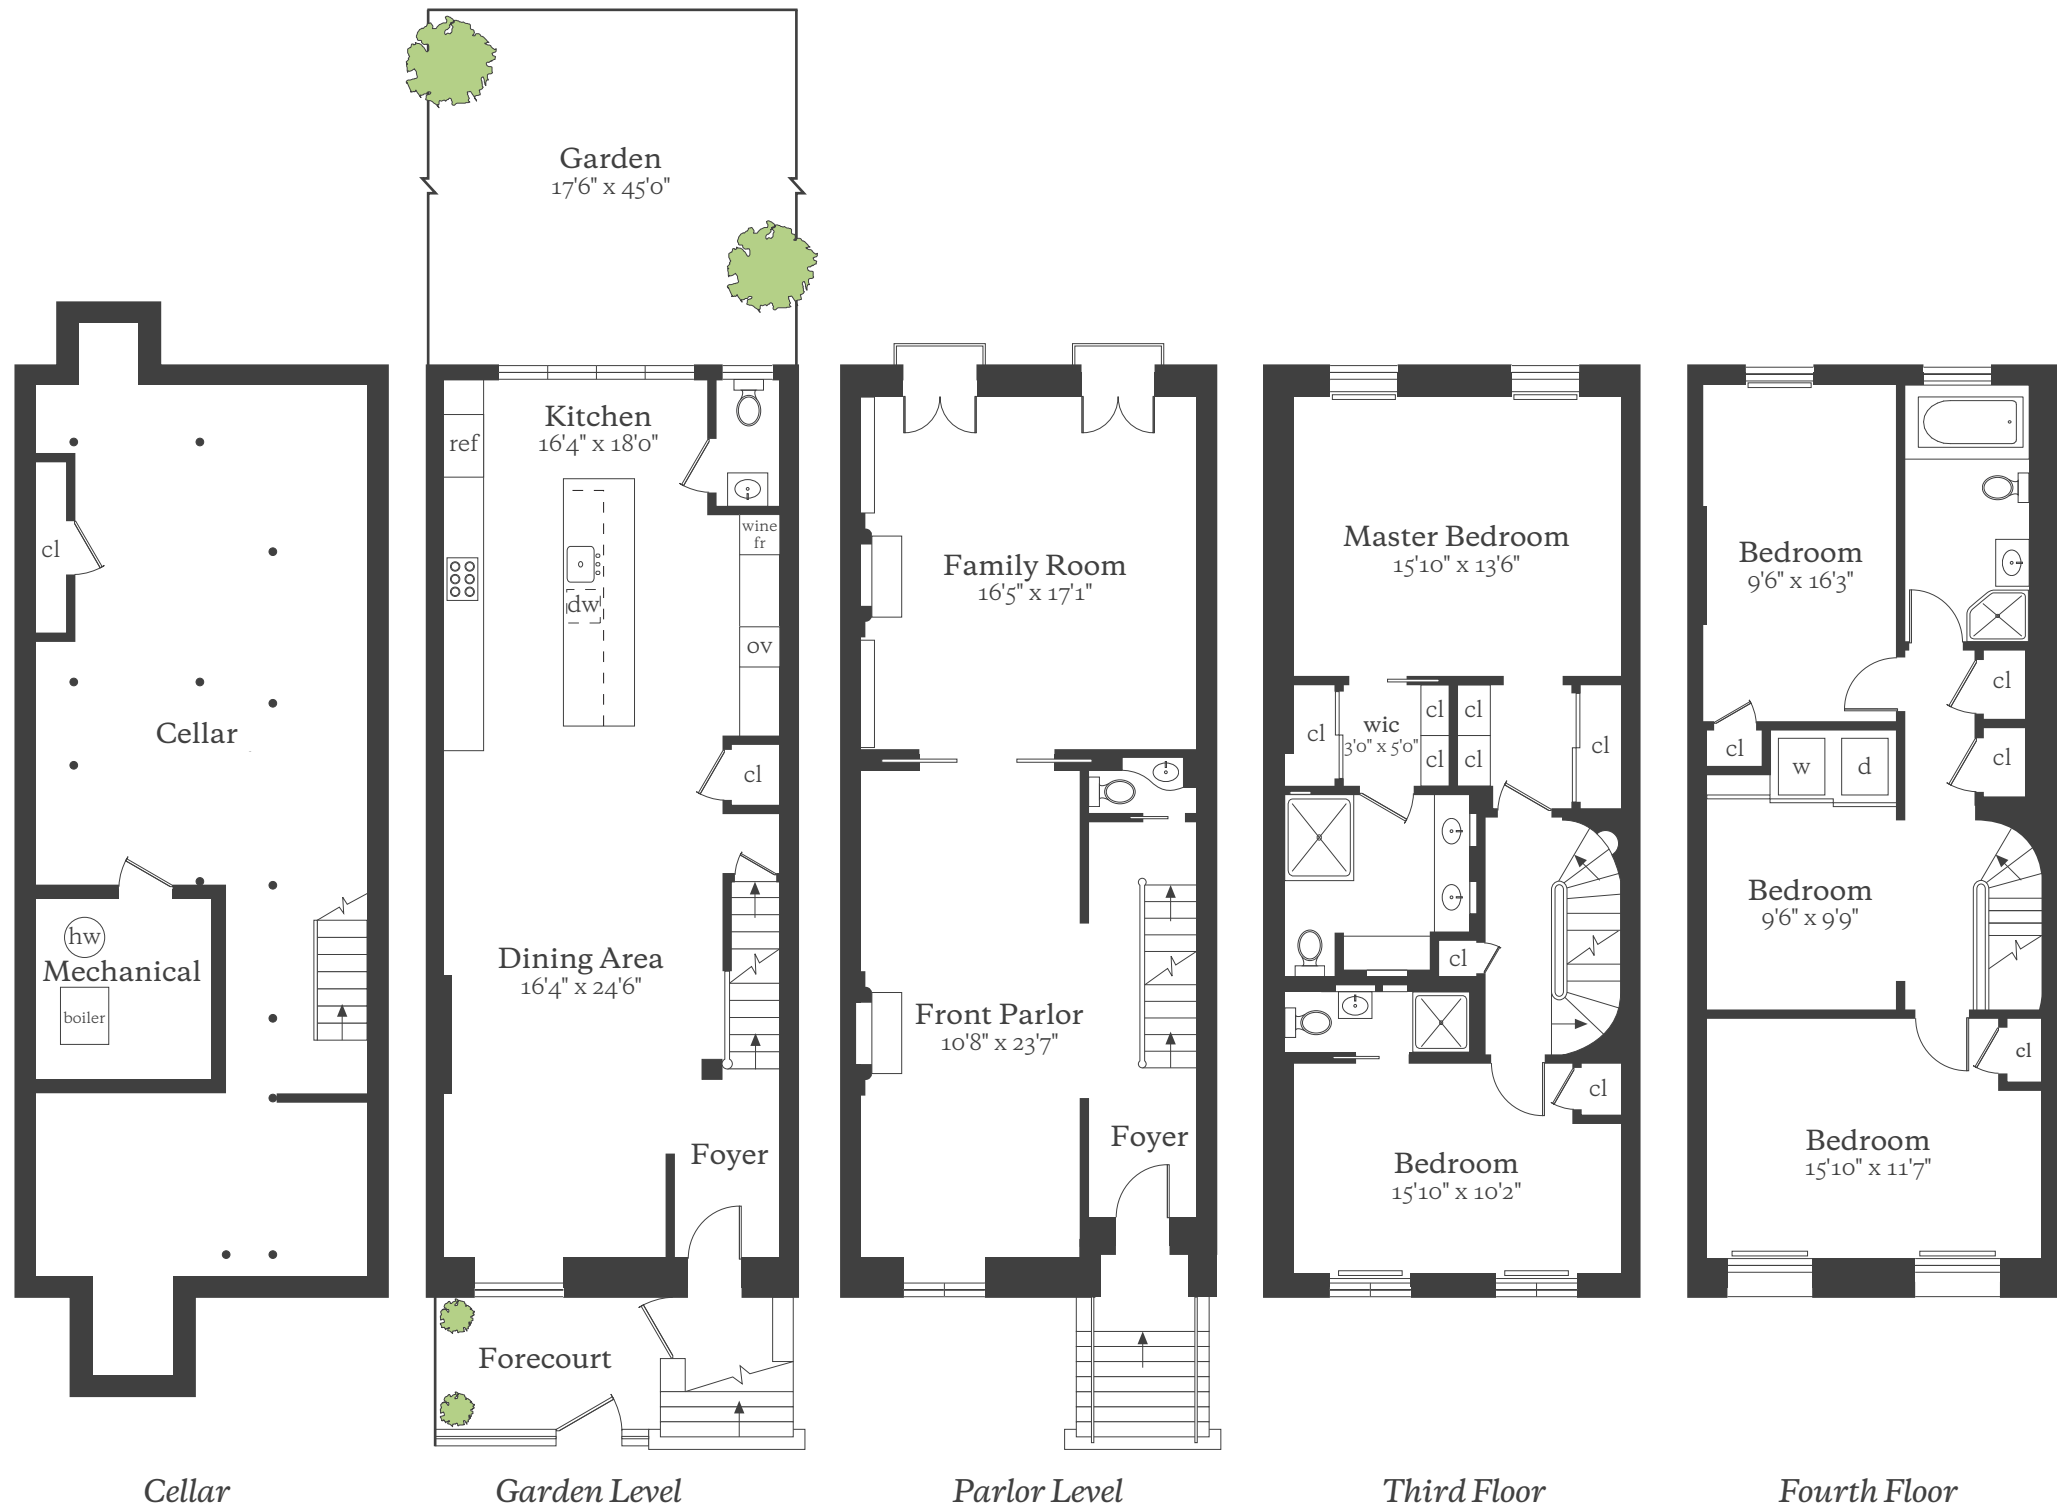 cl
Cellar
hw
Mechanical
boiler
Cellar
Garden
17'6" x 45'0"
Kitchen
16'4" x 18'0"
ref
wine
fr
dw
ov
cl
Dining Area
16'4" x 24'6"
Foyer
Forecourt
Garden Level
Family Room
16'5" x 17'1"
Front Parlor
10'8" x 23'7"
Foyer
Parlor Level
Master Bedroom
15'10" x 13'6"
cl
wic
3'0" x 5'0"
cl
cl
cl
cl
cl
cl
cl
Bedroom
15'10" x 10'2"
Third Floor
Bedroom
9'6" x 16'3"
cl
cl
cl
w
d
Bedroom
9'6" x 9'9"
cl
Bedroom
15'10" x 11'7"
Fourth Floor